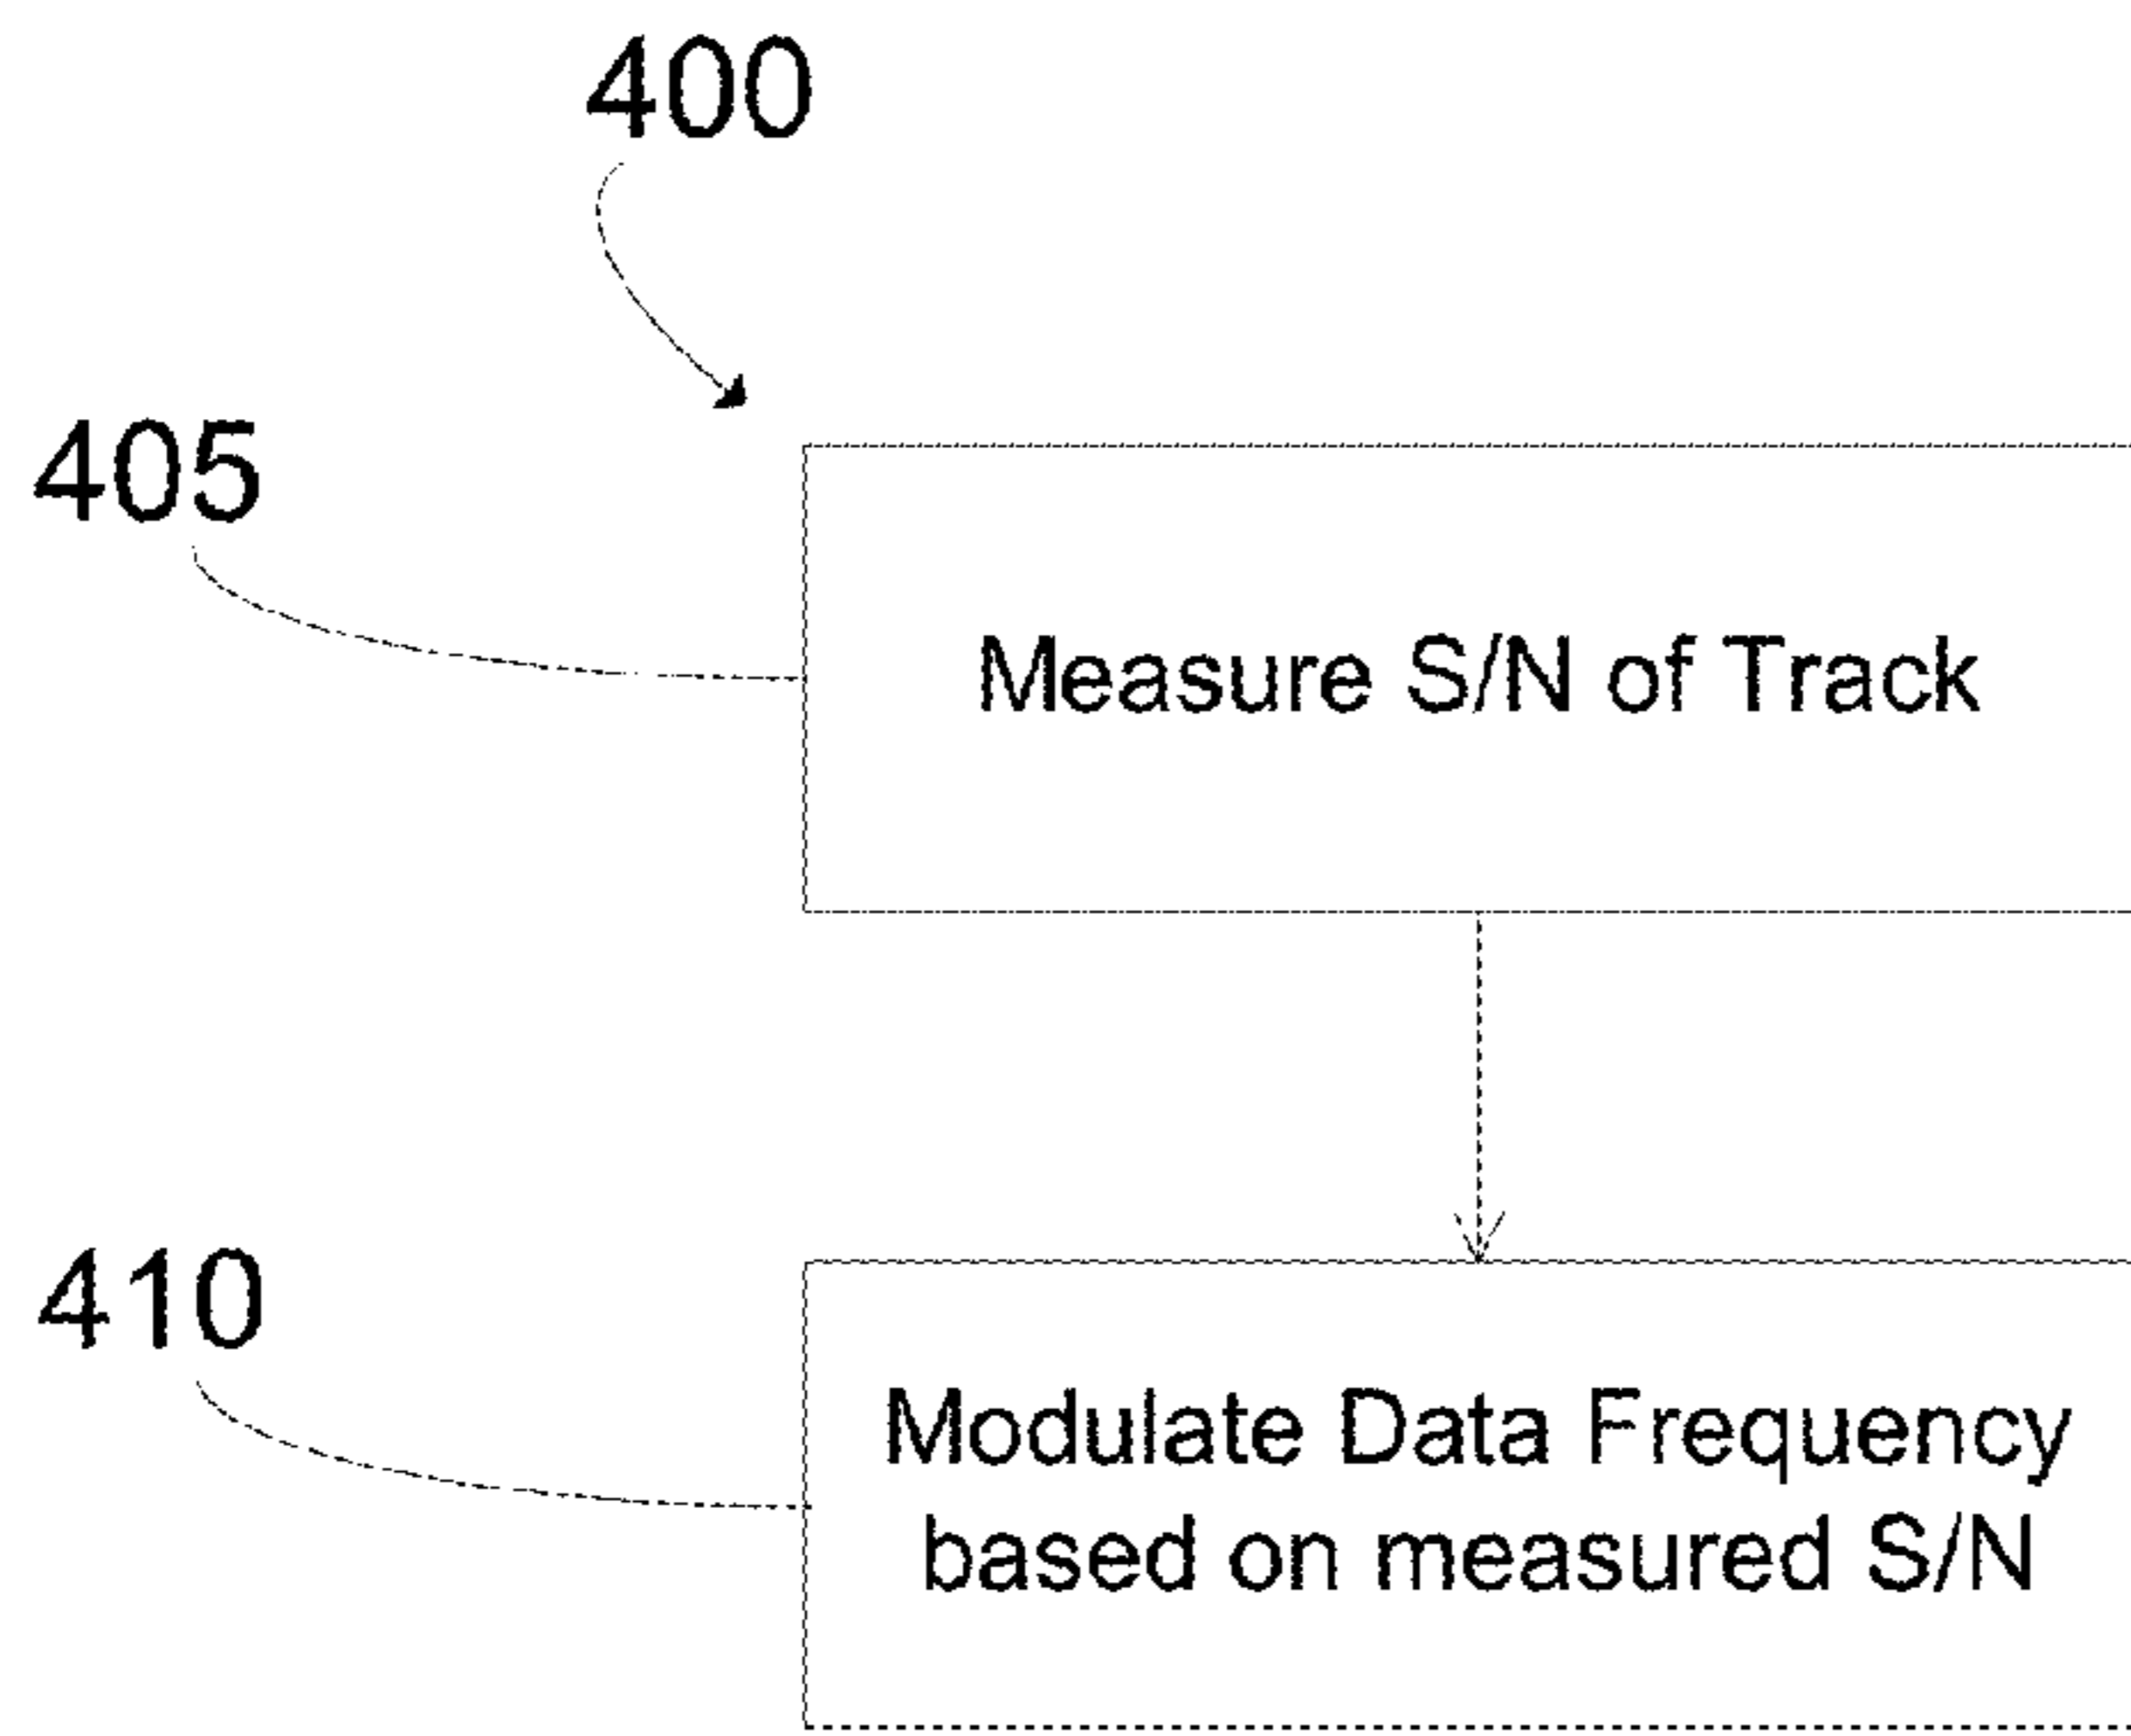 400
405
Measure S/N of Track
410
Modulate Data Frequency
based on measured S/N